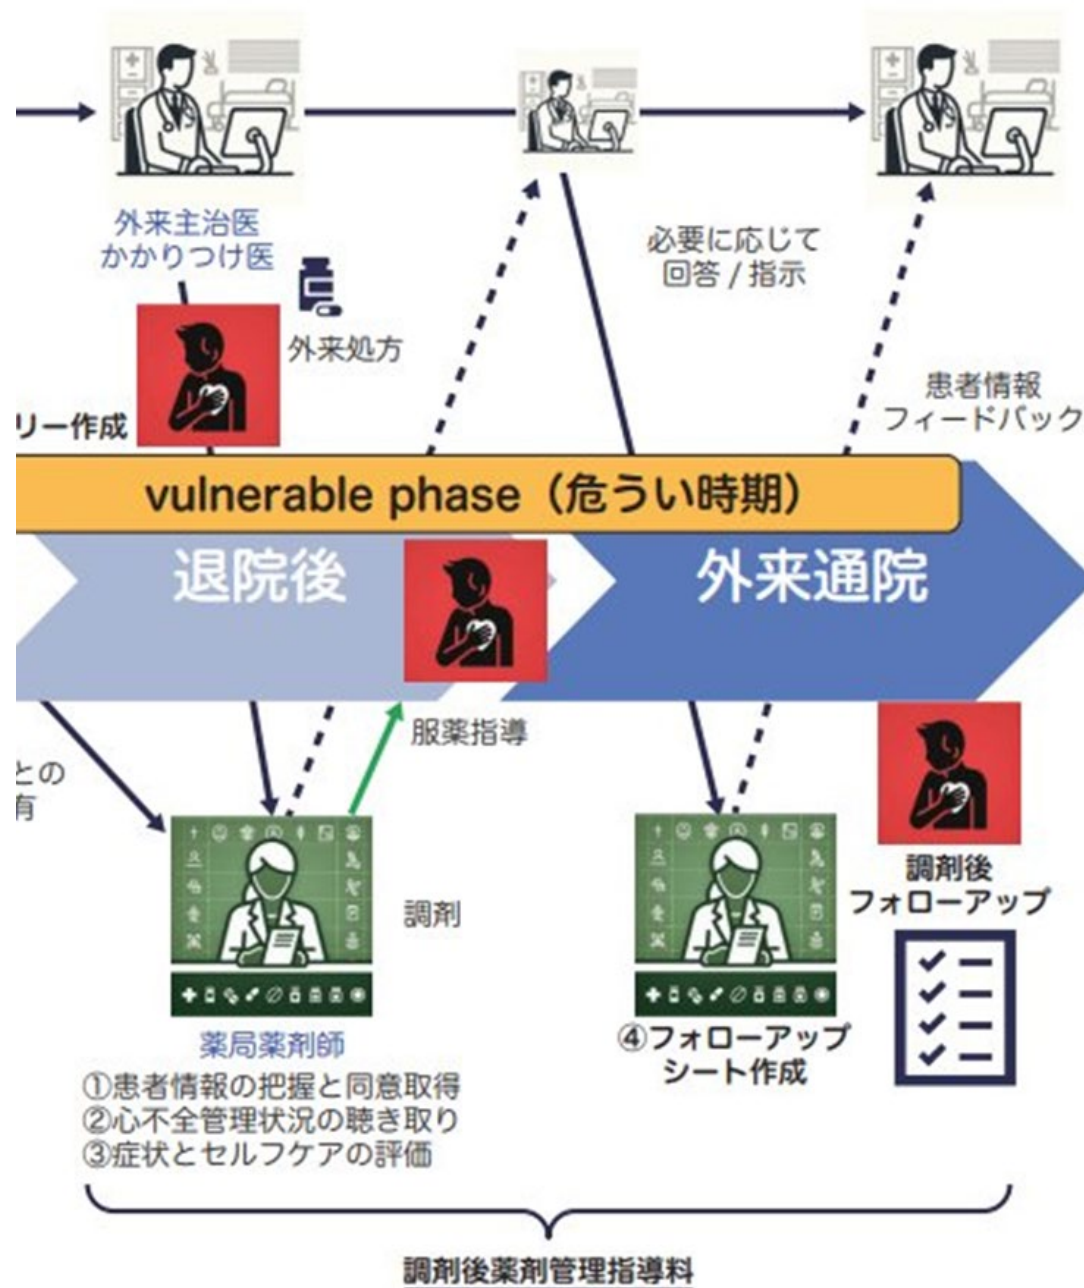 外来主治医
かかりつけ医
外来処方
必要に応じて
回答 / 指示
患者情報
フィードバック
リー作成
vulnerable phase（危うい時期）
退院後
外来通院
服薬指導
との
有
調剤
調剤後
フォローアップ
薬局薬剤師
①患者情報の把握と同意取得
②心不全管理状況の聴き取り
③症状とセルフケアの評価
④フォローアップ
シート作成
調剤後薬剤管理指導料